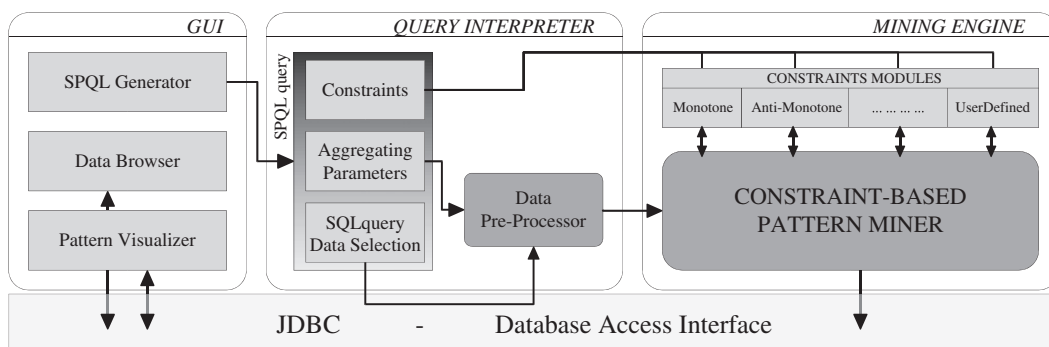 GUI
SPQL Generator
Data Browser
Pattern Visualizer
QUERY INTERPRETER
SPQL query
Constraints
Aggregating
Parameters
SQLquery
Data Selection
Data
Pre-Processor
MINING ENGINE
CONSTRAINTS MODULES
Monotone
Anti-Monotone
... ... ... ...
UserDefined
CONSTRAINT-BASED
PATTERN MINER
JDBC - Database Access Interface